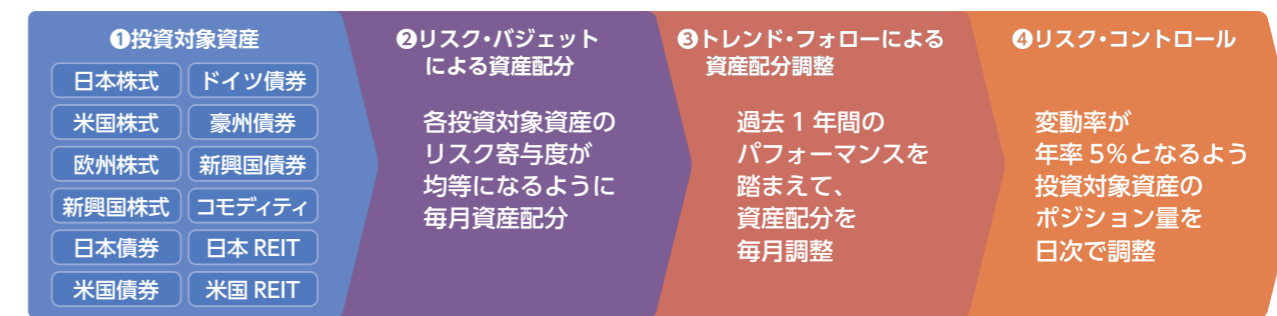 ❶投資対象資産
日本株式
ドイツ債券
米国株式
豪州債券
欧州株式
新興国債券
新興国株式
コモディティ
日本債券
日本 REIT
米国債券
米国 REIT
❷リスク・バジェット
による資産配分
各投資対象資産の
リスク寄与度が
均等になるように
毎月資産配分
❸トレンド・フォローによる
資産配分調整
過去 1 年間の
パフォーマンスを
踏まえて、
資産配分を
毎月調整
❹リスク・コントロール
変動率が
年率 5%となるよう
投資対象資産の
ポジション量を
日次で調整